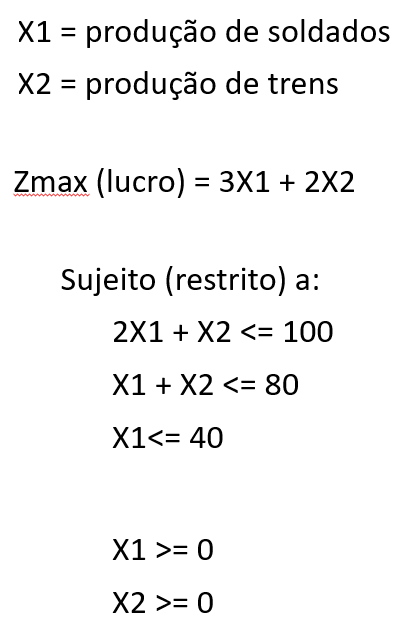 X1 = produção de soldados
X2 = produção de trens
Zmax (lucro) = 3X1 + 2X2
Sujeito (restrito) a:
2X1 + X2 <= 100
X1 + X2 <= 80
X1<= 40
X1 >= 0
X2 >= 0